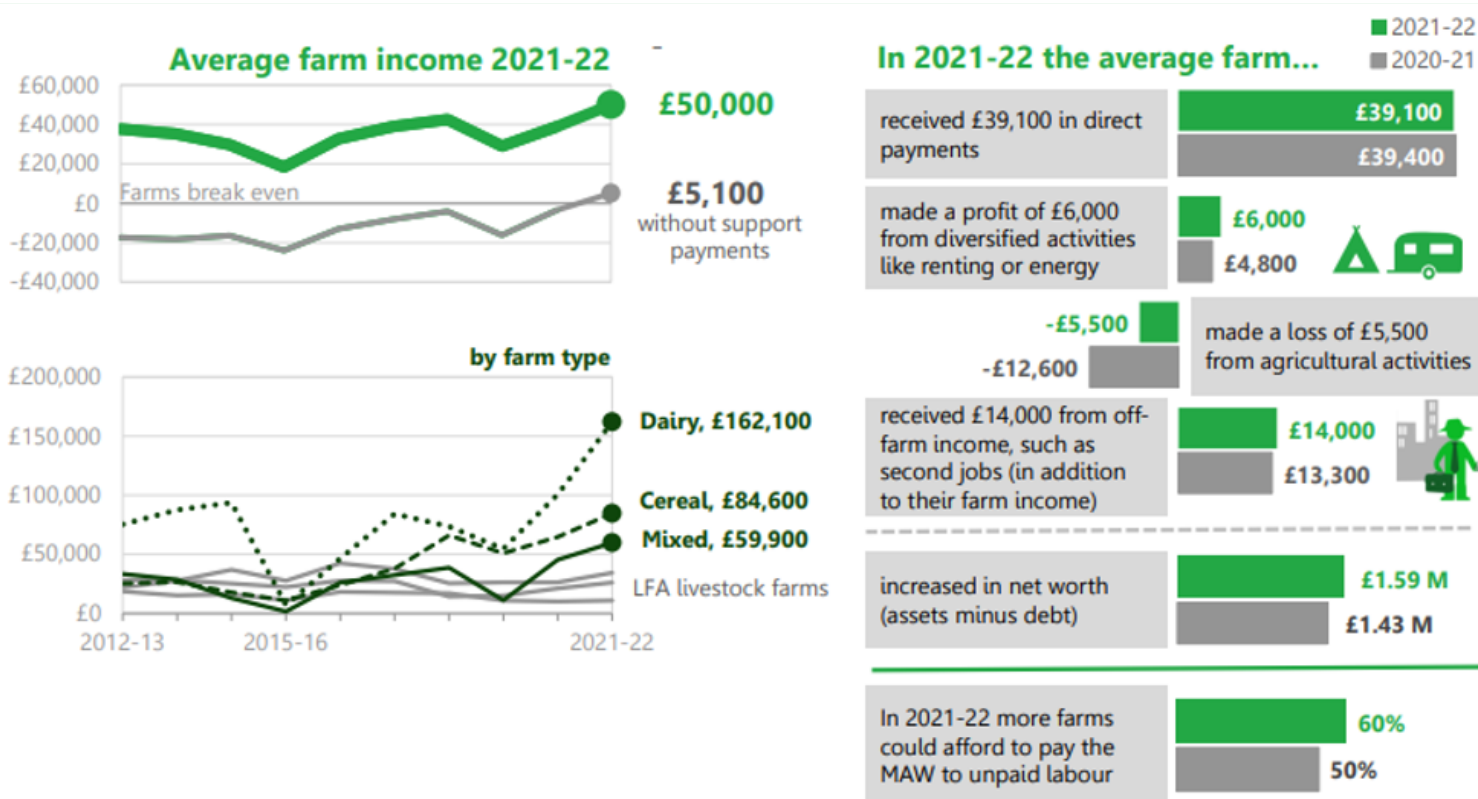 Average farm income 2021-22
£60,000
£40,000
£20,000
£0
-£20,000
-£40,000
Farms break even
£50,000
£5,100
without support
payments
by farm type
£200,000
£150,000
£100,000
£50,000
£0
2012-13
2015-16
2021-22
Dairy, £162,100
Cereal, £84,600
Mixed, £59,900
LFA livestock farms
In 2021-22 the average farm...
2021-22
2020-21
received £39,100 in direct
payments
£39,100
£39,400
made a profit of £6,000
from diversified activities
like renting or energy
£6,000
£4,800
-£5,500
-£12,600
made a loss of £5,500
from agricultural activities
received £14,000 from off-
farm income, such as
second jobs (in addition
to their farm income)
£14,000
£13,300
increased in net worth
(assets minus debt)
£1.59 M
£1.43 M
In 2021-22 more farms
could afford to pay the
MAW to unpaid labour
60%
50%